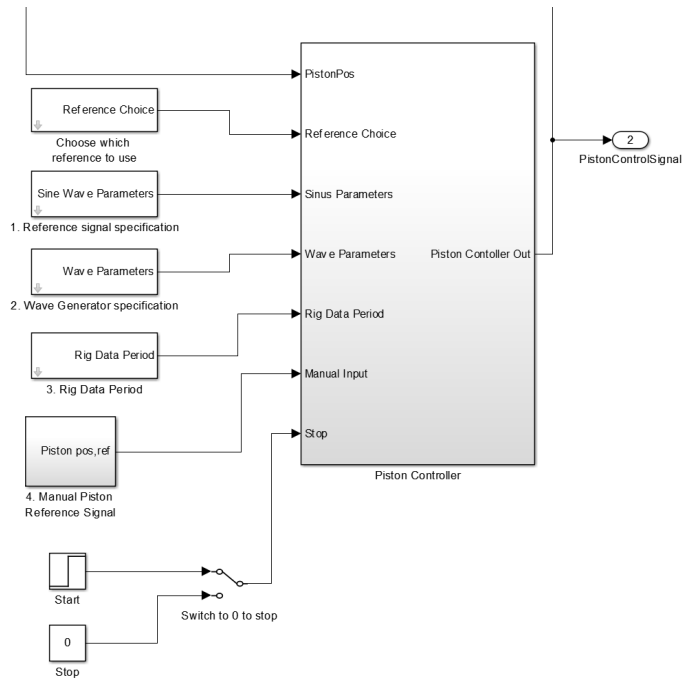 PistonPos
Reference Choice
Choose which
reference to use
Reference Choice
2
PistonControlSignal
Sine Wave Parameters
1. Reference signal specification
Sinus Parameters
Wave Parameters
2. Wave Generator specification
Wave Parameters
Piston Contoller Out
Rig Data Period
3. Rig Data Period
Rig Data Period
Manual Input
Piston pos,ref
4. Manual Piston
Reference Signal
Stop
Piston Controller
Start
Switch to 0 to stop
0
Stop